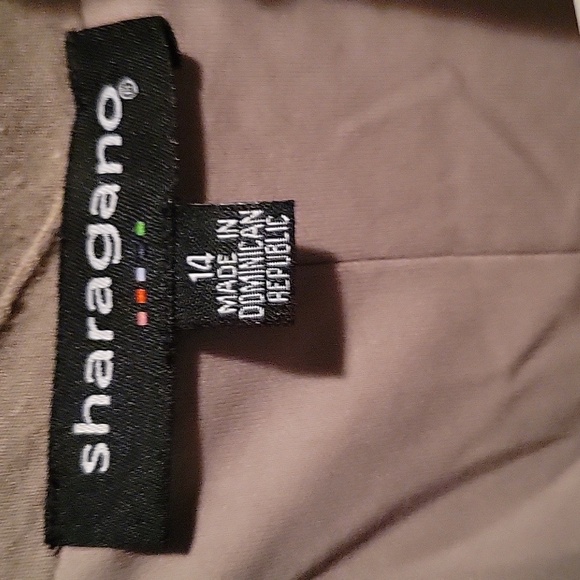 sharagano®
14
MADE IN
DOMINICAN
REPUBLIC